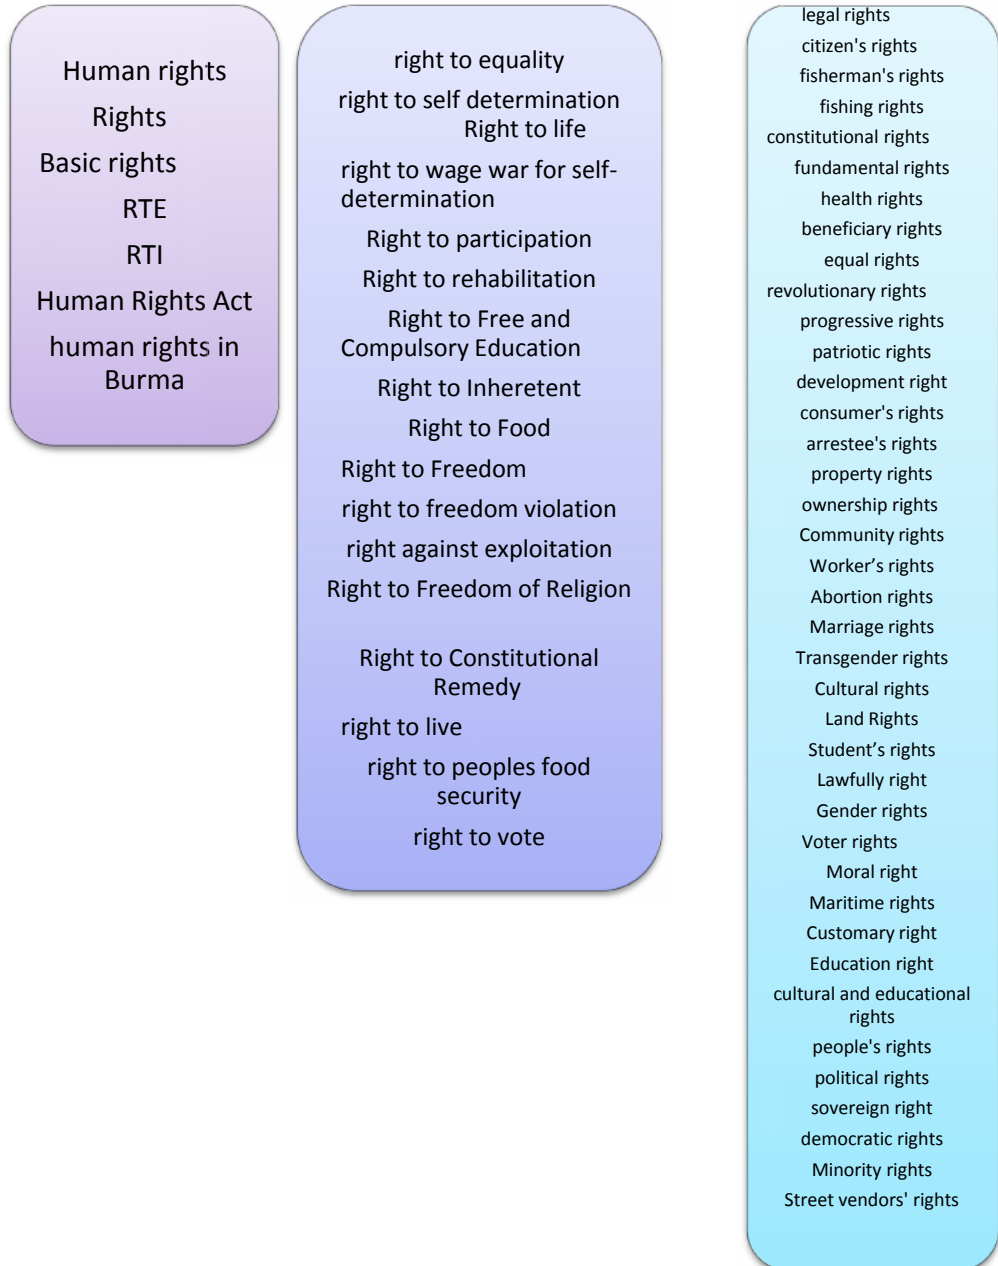 Human rights
Rights
Basic rights
RTE
RTI
Human Rights Act
human rights in
Burma
right to equality
right to self determination
Right to life
right to wage war for self-
determination
Right to participation
Right to rehabilitation
Right to Free and
Compulsory Education
Right to Inheretent
Right to Food
Right to Freedom
right to freedom violation
right against exploitation
Right to Freedom of Religion
Right to Constitutional
Remedy
right to live
right to peoples food
security
right to vote
legal rights
citizen's rights
fisherman's rights
fishing rights
constitutional rights
fundamental rights
health rights
beneficiary rights
equal rights
revolutionary rights
progressive rights
patriotic rights
development right
consumer's rights
arrestee's rights
property rights
ownership rights
Community rights
Worker’s rights
Abortion rights
Marriage rights
Transgender rights
Cultural rights
Land Rights
Student’s rights
Lawfully right
Gender rights
Voter rights
Moral right
Maritime rights
Customary right
Education right
cultural and educational
rights
people's rights
political rights
sovereign right
democratic rights
Minority rights
Street vendors' rights